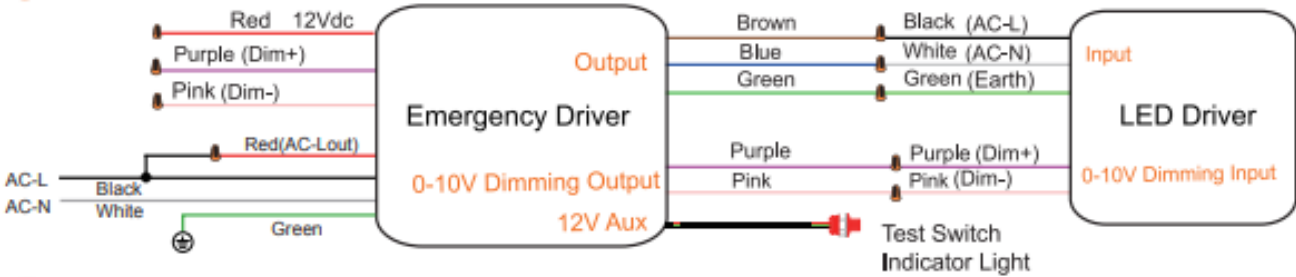 Red 12Vdc
Purple (Dim+)
Pink (Dim-)
Red(AC-Lout)
AC-L
Black
AC-N
White
Green
Output
Emergency Driver
0-10V Dimming Output
12V Aux
Brown
Blue
Green
Purple
Pink
Black (AC-L)
White (AC-N)
Green (Earth)
Purple (Dim+)
Pink (Dim-)
Test Switch
Indicator Light
Input
LED Driver
0-10V Dimming Input